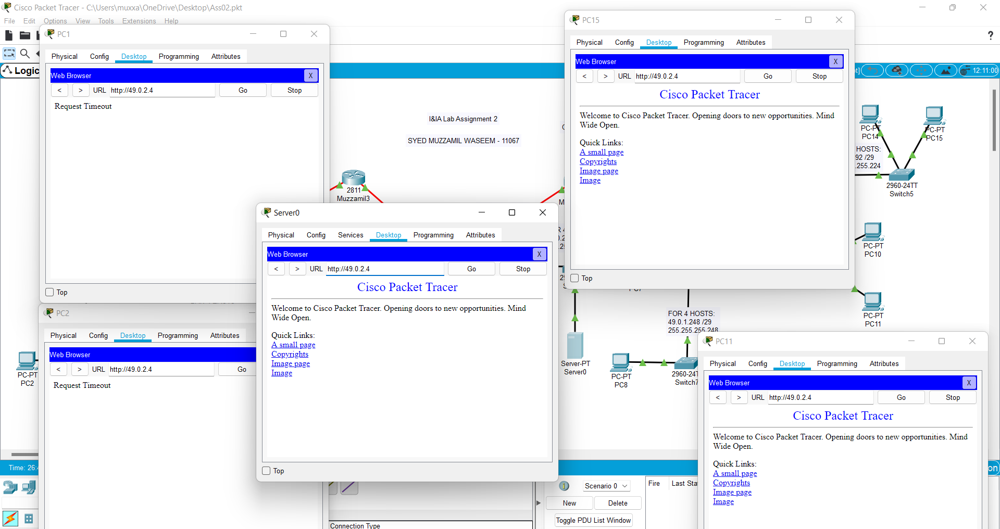 Cisco Packet Tracer - C:\Users\muxxa\OneDrive\Desktop\Ass02.pkt
File Edit Options View Tools Extensions Help
Logic
12:11:00
I&IA Lab Assignment 2
SYED MUZZAMIL WASEEM - 11067
2811
Muzzamil3
PC1
Physical Config Desktop Programming Attributes
Web Browser X
< > URL http://49.0.2.4 Go Stop
Request Timeout
Top
PC15
Physical Config Desktop Programming Attributes
Web Browser X
< > URL http://49.0.2.4 Go Stop
Cisco Packet Tracer
Welcome to Cisco Packet Tracer. Opening doors to new opportunities. Mind
Wide Open.
Quick Links:
A small page
Copyrights
Image page
Image
Top
PC-PT
PC14
PC-PT
PC15
HOSTS:
92 /29
.255.224
2960-24TT
Switch5
PC-PT
PC10
PC-PT
PC11
Server0
Physical Config Services Desktop Programming Attributes
Web Browser X
< > URL http://49.0.2.4 Go Stop
Cisco Packet Tracer
Welcome to Cisco Packet Tracer. Opening doors to new opportunities. Mind
Wide Open.
Quick Links:
A small page
Copyrights
Image page
Image
Top
PC2
Physical Config Desktop Programming Attributes
Web Browser
< > URL http://49.0.2.4 Go
Request Timeout
PC-PT
PC2
FOR 4 HOSTS:
49.0.1.248 /29
255.255.255.248
Server-PT
Server0
PC-PT
PC8
2960-24T
Switch7
PC11
Physical Config Desktop Programming Attributes
Web Browser X
< > URL http://49.0.2.4 Go Stop
Cisco Packet Tracer
Welcome to Cisco Packet Tracer. Opening doors to new opportunities. Mind
Wide Open.
Quick Links:
A small page
Copyrights
Image page
Image
Time: 26:
Scenario 0
Fire Last Sta
New Delete
Toggle PDU List Window
Connection Type
on